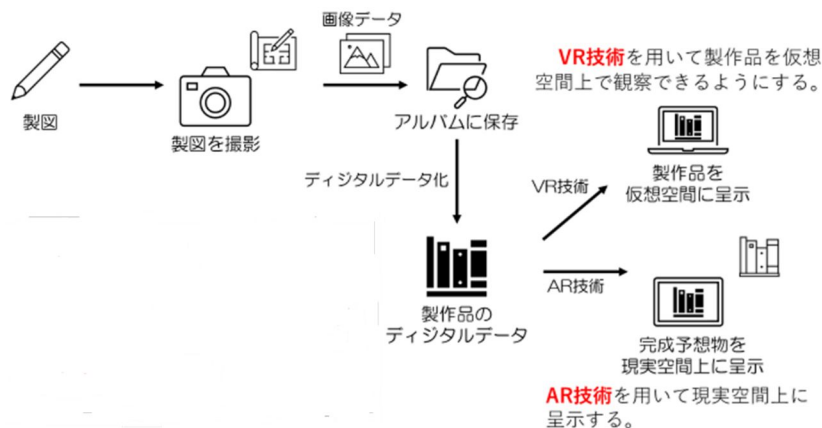 画像データ
製図
製図を撮影
アルバムに保存
VR技術を用いて製作品を仮想
空間上で観察できるようにする。
ディジタルデータ化
VR技術
製作品を
仮想空間に呈示
製作品の
ディジタルデータ
AR技術
完成予想物を
現実空間上に呈示
AR技術を用いて現実空間上に
呈示する。